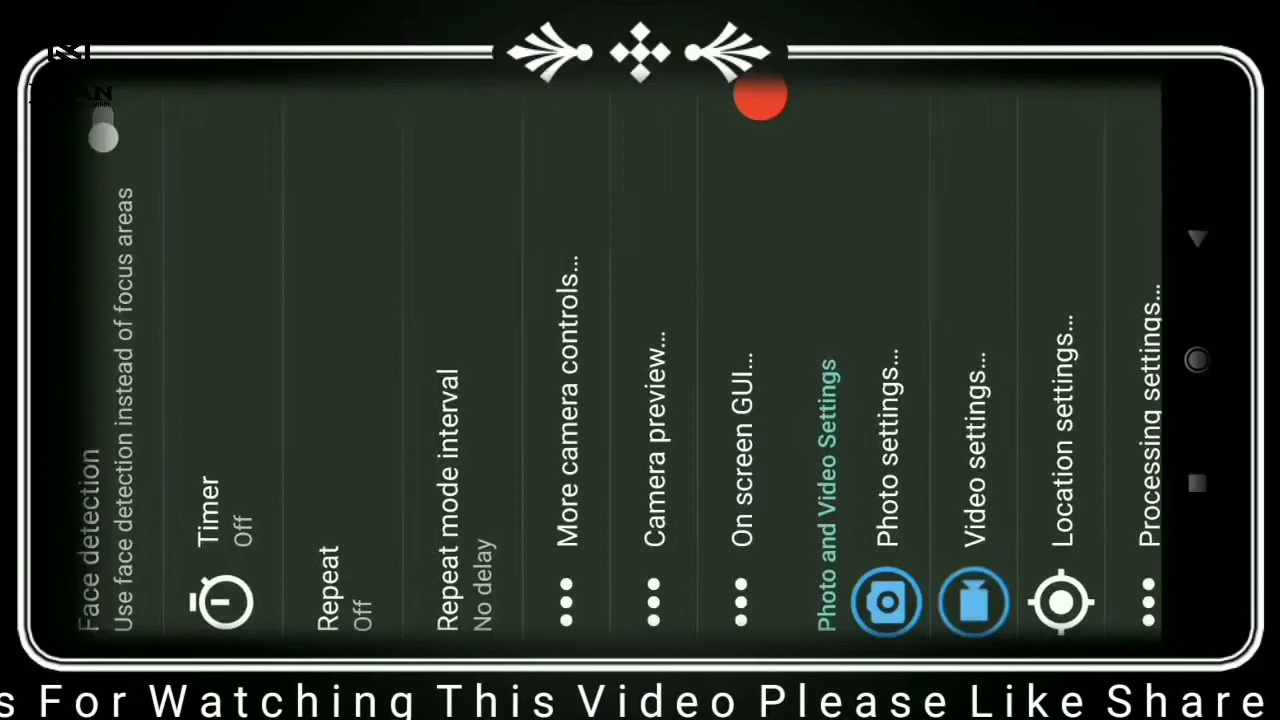 Face detection
Use face detection instead of focus areas
Timer
Off
Repeat
Off
Repeat mode interval
No delay
More camera controls...
Camera preview...
On screen GUI...
Photo and Video Settings
Photo settings...
Video settings...
Location settings...
Processing settings...
s For Watching This Video Please Like Share